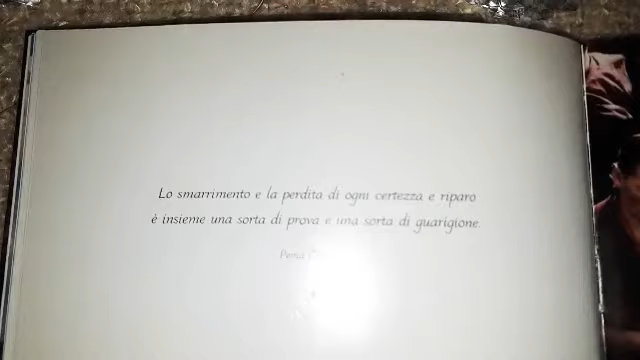 Lo smarrimento e la perdita di ogni certezza e riparo
è insieme una sorta di prova e una sorta di guarigione.